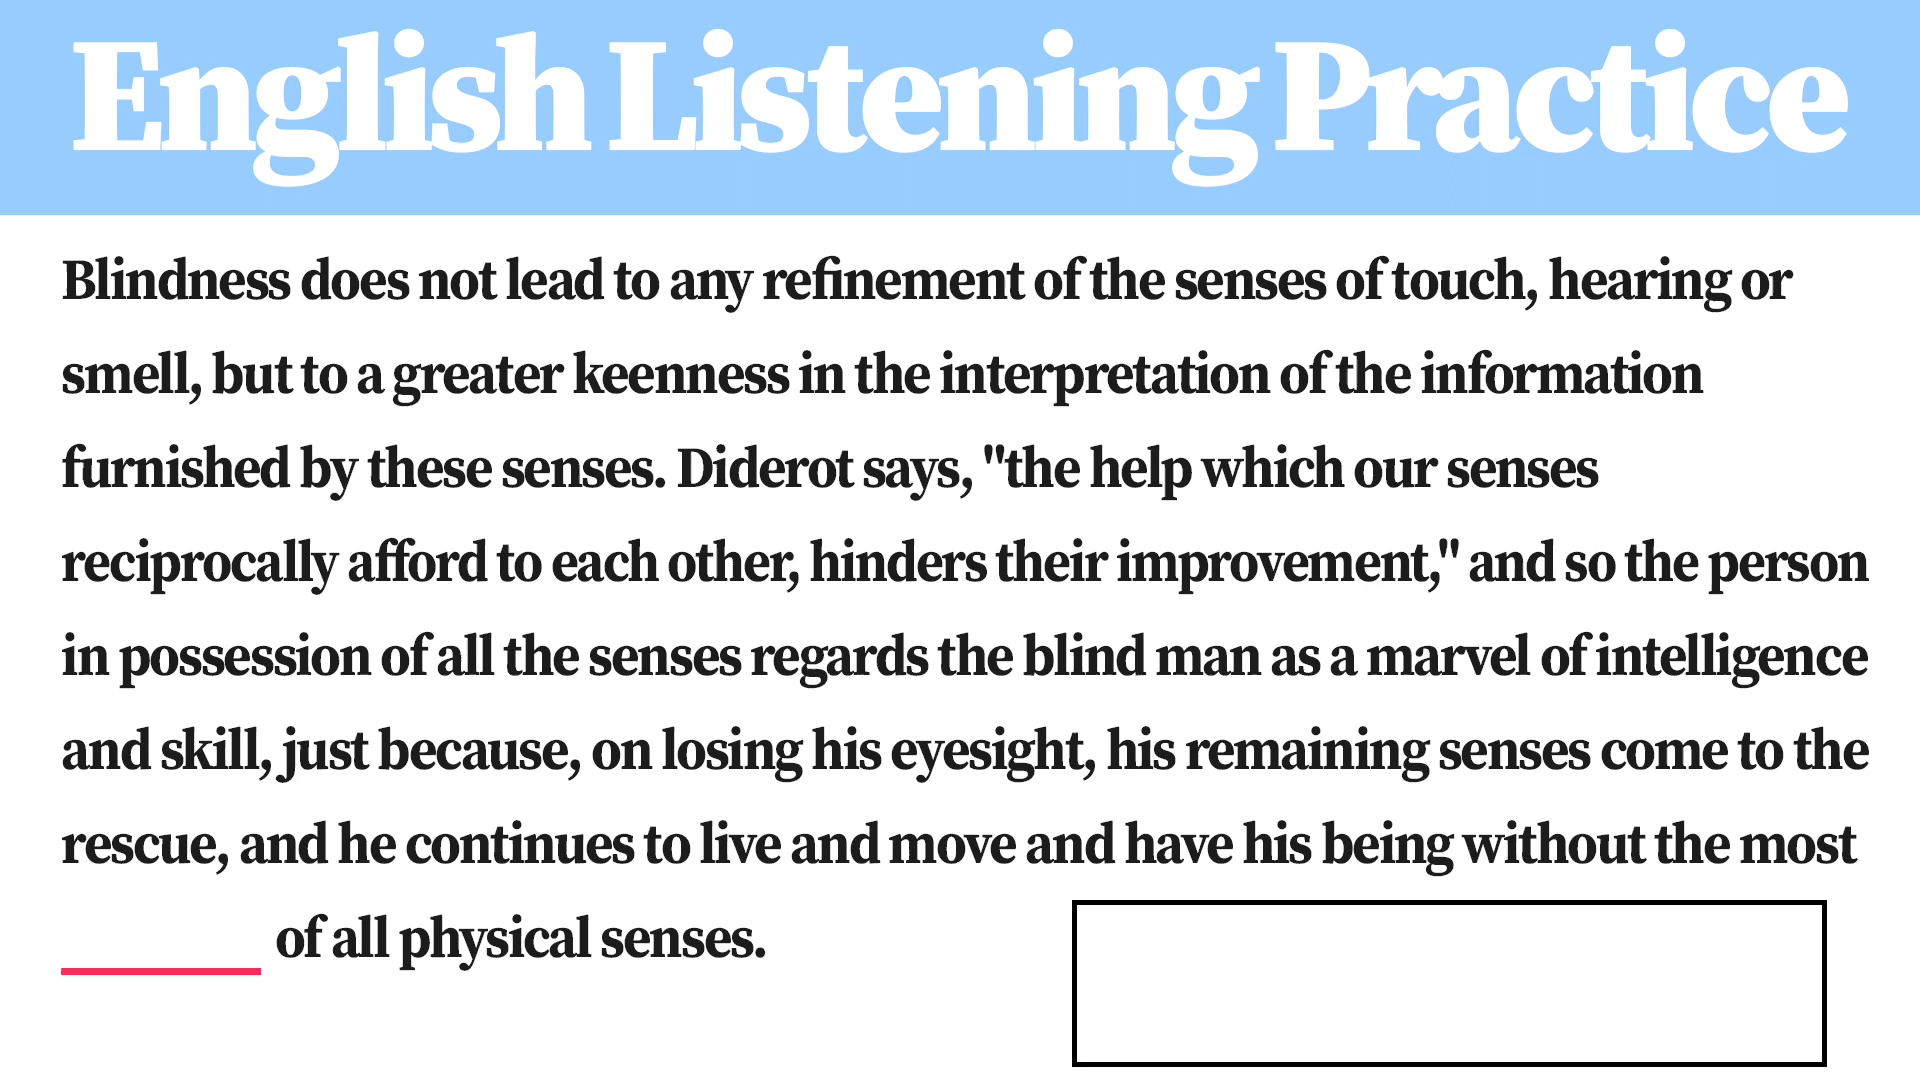 English Listening Practice
Blindness does not lead to any refinement of the senses of touch, hearing or
smell, but to a greater keenness in the interpretation of the information
furnished by these senses. Diderot says, "the help which our senses
reciprocally afford to each other, hinders their improvement," and so the person
in possession of all the senses regards the blind man as a marvel of intelligence
and skill, just because, on losing his eyesight, his remaining senses come to the
rescue, and he continues to live and move and have his being without the most
of all physical senses.